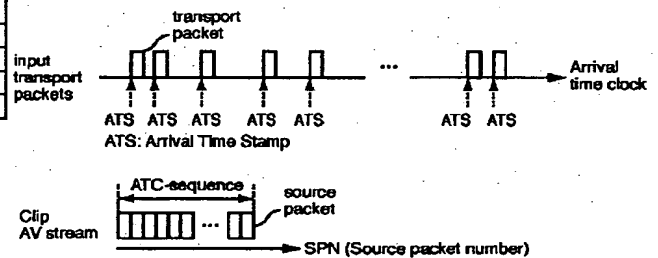 transport
packet
input
transport
packets
...
Arrival
time clock
ATS ATS ATS ATS ATS ATS ATS
ATS: Arrival Time Stamp
ATC-sequence
source
packet
Clip
AV stream
...
SPN (Source packet number)